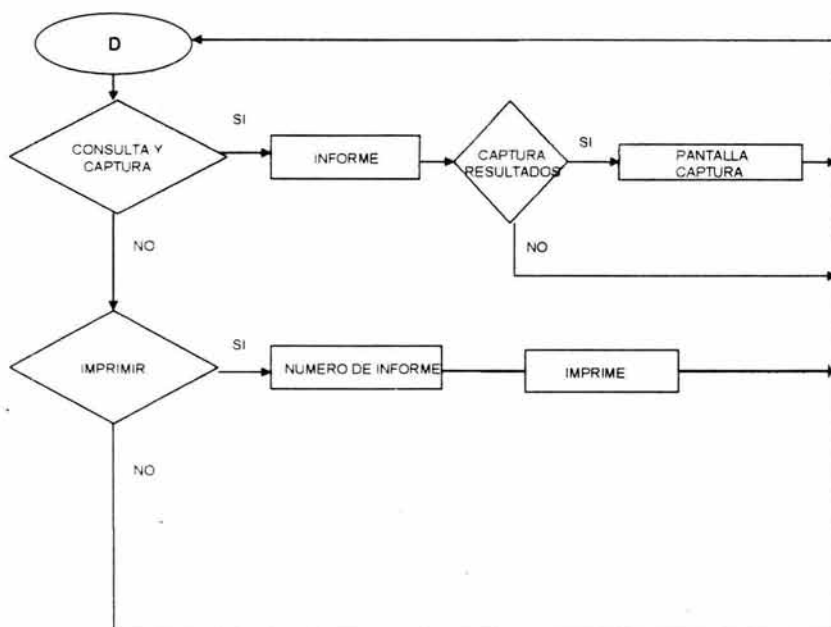 D
CONSULTA Y
CAPTURA
SI
INFORME
CAPTURA
RESULTADOS
SI
PANTALLA
CAPTURA
NO
NO
IMPRIMIR
SI
NUMERO DE INFORME
IMPRIME
NO